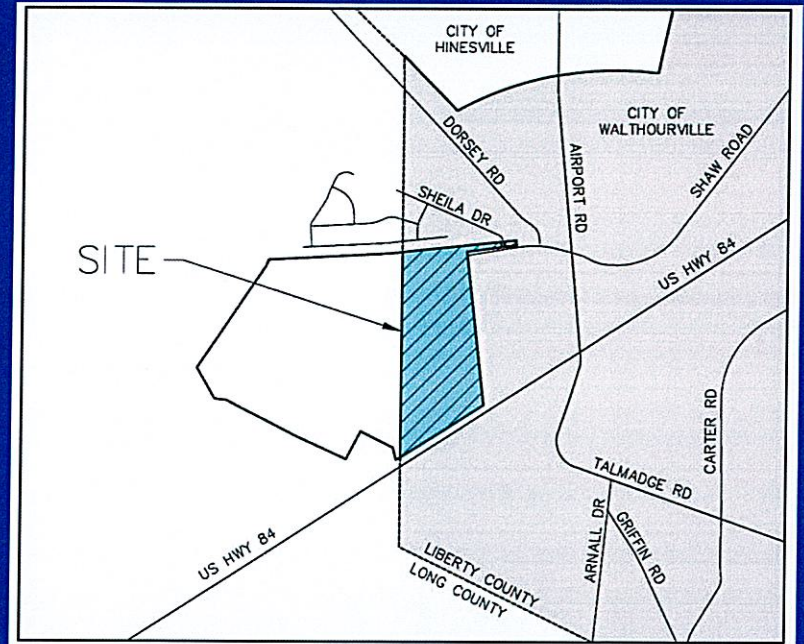 CITY OF
HINESVILLE
CITY OF
WALTHOURVILLE
DORSEY RD
AIRPORT RD
SHAW ROAD
SHEILA DR
US HWY 84
SITE
CARTER RD
TALMADGE RD
ARNALL DR
GRIFFIN RD
US HWY 84
LIBERTY COUNTY
LONG COUNTY